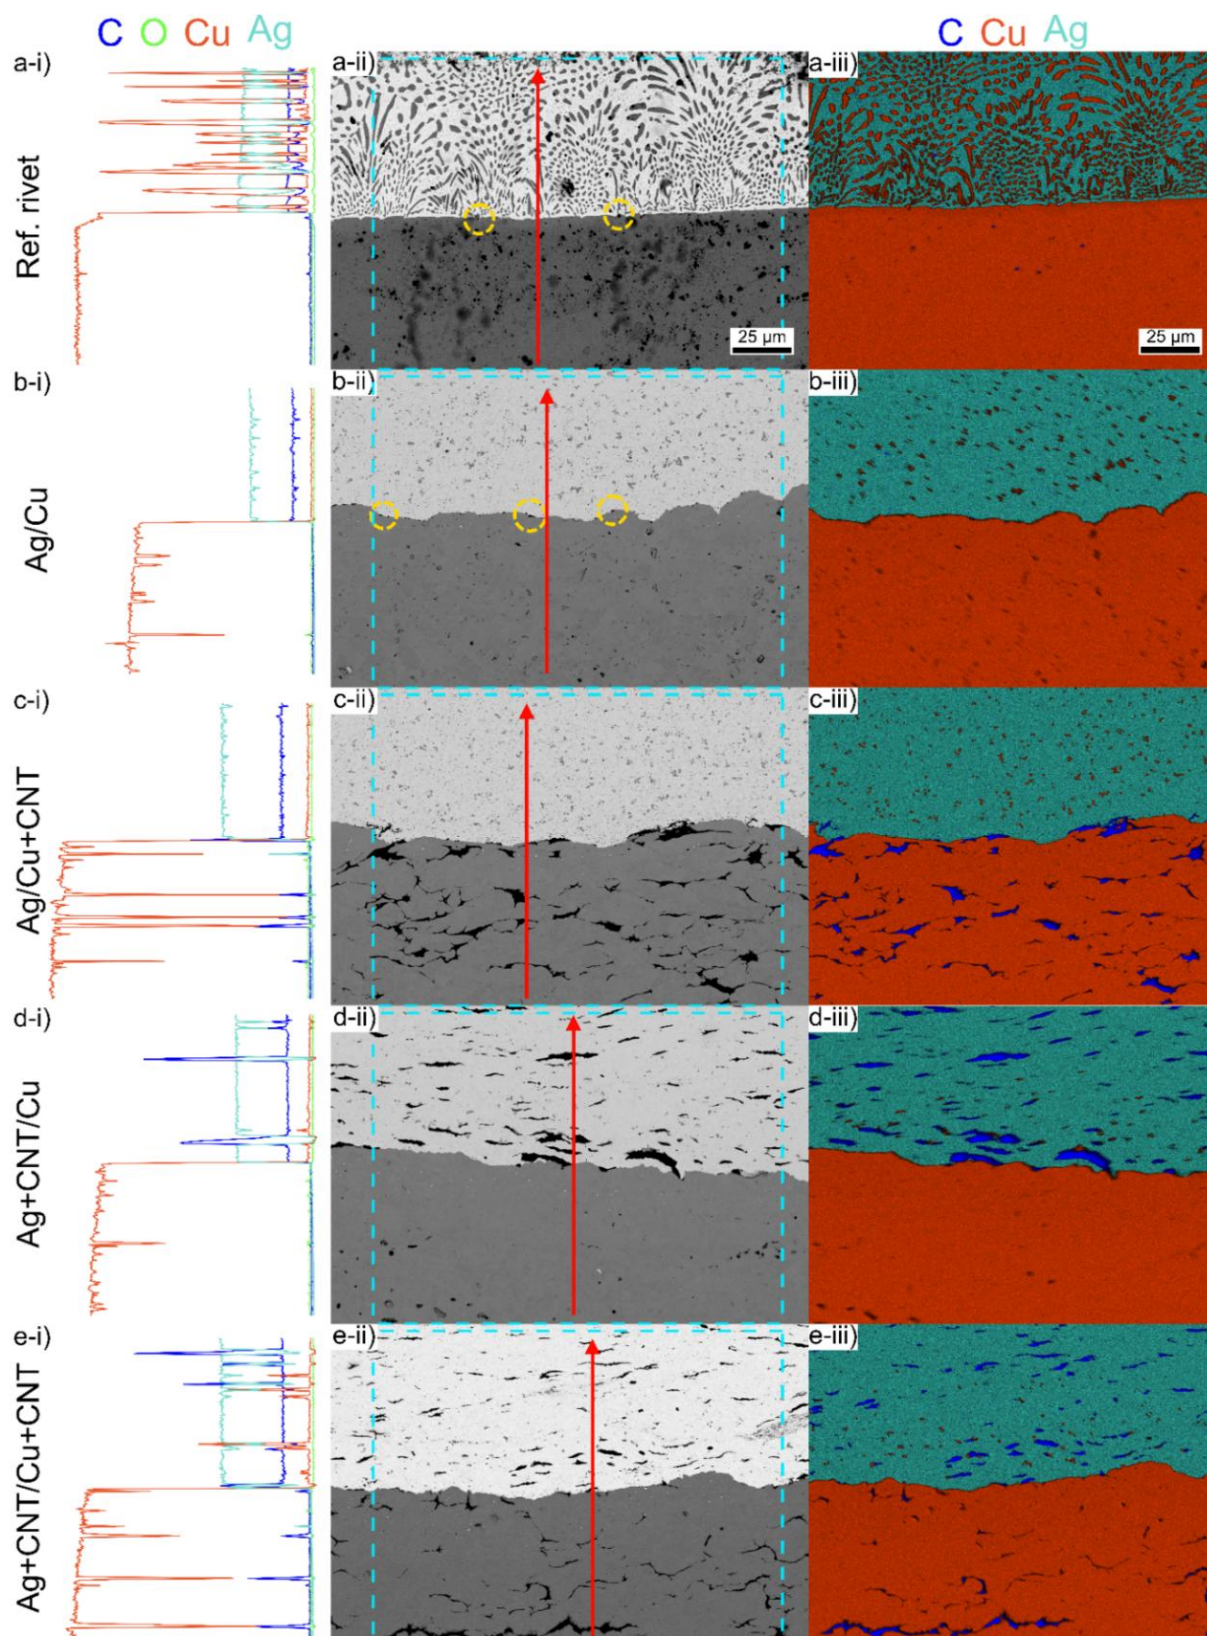 C O Cu Ag
C Cu Ag
a-i)
a-ii)
a-iii)
Ref. rivet
25 µm
25 µm
b-i)
b-ii)
b-iii)
Ag/Cu
c-i)
c-ii)
c-iii)
Ag/Cu+CNT
d-i)
d-ii)
d-iii)
Ag+CNT/Cu
e-i)
e-ii)
e-iii)
Ag+CNT/Cu+CNT